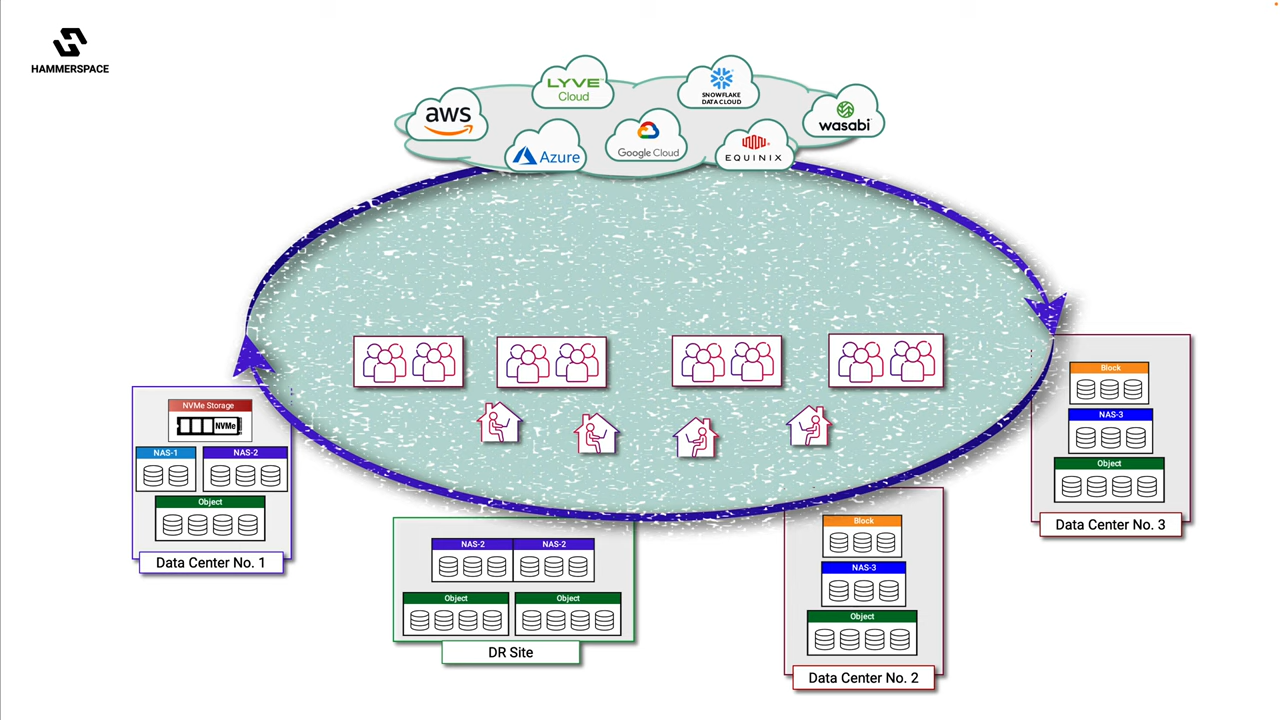 HAMMERSPACE
LYVE
Cloud
SNOWFLAKE
DATA CLOUD
aws
wasabi
Azure
Google Cloud
EQUINIX
NVMe Storage
NVMe
NAS-1
NAS-2
Object
Data Center No. 1
NAS-2
NAS-2
Object
Object
DR Site
Block
NAS-3
Object
Data Center No. 2
Block
NAS-3
Object
Data Center No. 3